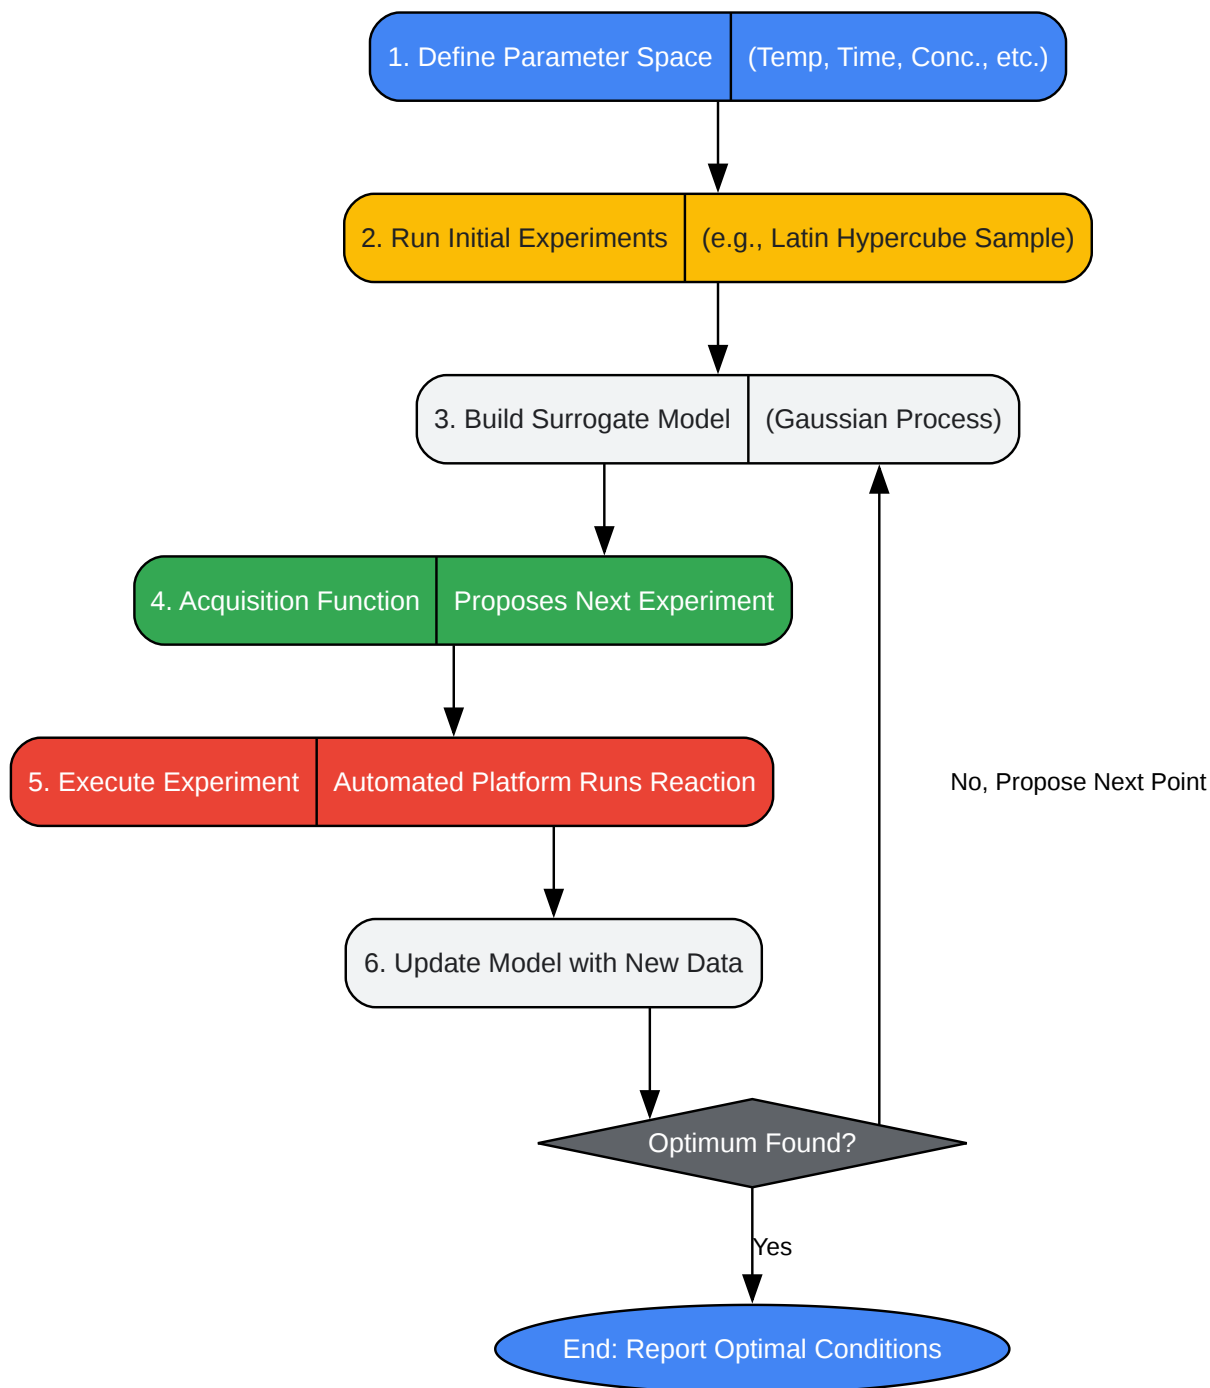 1. Define Parameter Space (Temp, Time, Conc., etc.)
2. Run Initial Experiments (e.g., Latin Hypercube Sample)
3. Build Surrogate Model (Gaussian Process)
4. Acquisition Function Proposes Next Experiment
5. Execute Experiment Automated Platform Runs Reaction
No, Propose Next Point
6. Update Model with New Data
Optimum Found?
Yes
End: Report Optimal Conditions